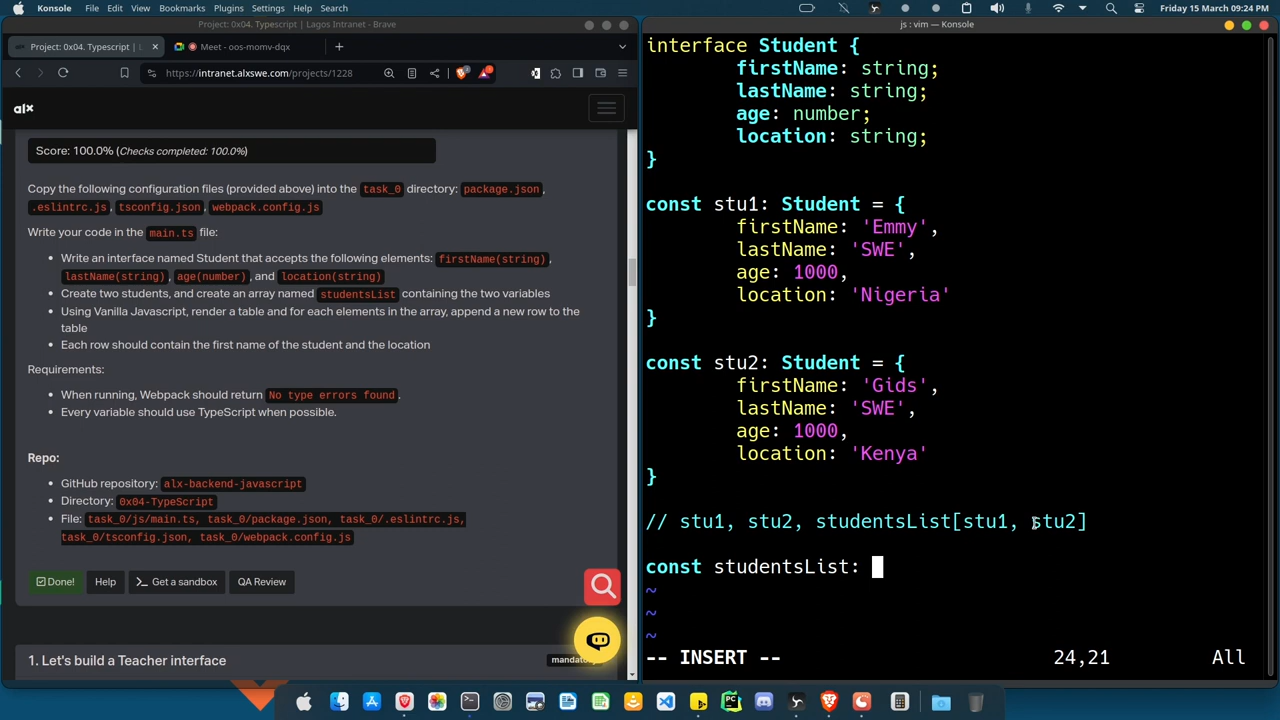 Konsole File Edit View Bookmarks Plugins Settings Help
Friday 15 March 09:24 PM
Project: 0x04. Typescript | Lagos Intranet - Brave
Project: 0x04. Typescript | L
Meet - oos-momv-dqx
https://intranet.alxswe.com/projects/1228
alx
Score: 100.0% (Checks completed: 100.0%)
Copy the following configuration files (provided above) into the task_0 directory: package.json,
.eslintrc.js, tsconfig.json, webpack.config.js
Write your code in the main.ts file:
Write an interface named Student that accepts the following elements: firstName(string),
lastName(string), age(number), and location(string)
Create two students, and create an array named studentsList containing the two variables
Using Vanilla Javascript, render a table and for each elements in the array, append a new row to the
table
Each row should contain the first name of the student and the location
Requirements:
When running, Webpack should return No type errors found.
Every variable should use TypeScript when possible.
Repo:
GitHub repository: alx-backend-javascript
Directory: 0x04-TypeScript
File: task_0/js/main.ts, task_0/package.json, task_0/.eslintrc.js,
task_0/tsconfig.json, task_0/webpack.config.js
Done! Help >_ Get a sandbox QA Review
1. Let's build a Teacher interface
js : vim — Konsole
interface Student {
firstName: string;
lastName: string;
age: number;
location: string;
}
const stu1: Student = {
firstName: 'Emmy',
lastName: 'SWE',
age: 1000,
location: 'Nigeria'
}
const stu2: Student = {
firstName: 'Gids',
lastName: 'SWE',
age: 1000,
location: 'Kenya'
}
// stu1, stu2, studentsList[stu1, stu2]
const studentsList:
~
~
~
-- INSERT -- 24,21 All